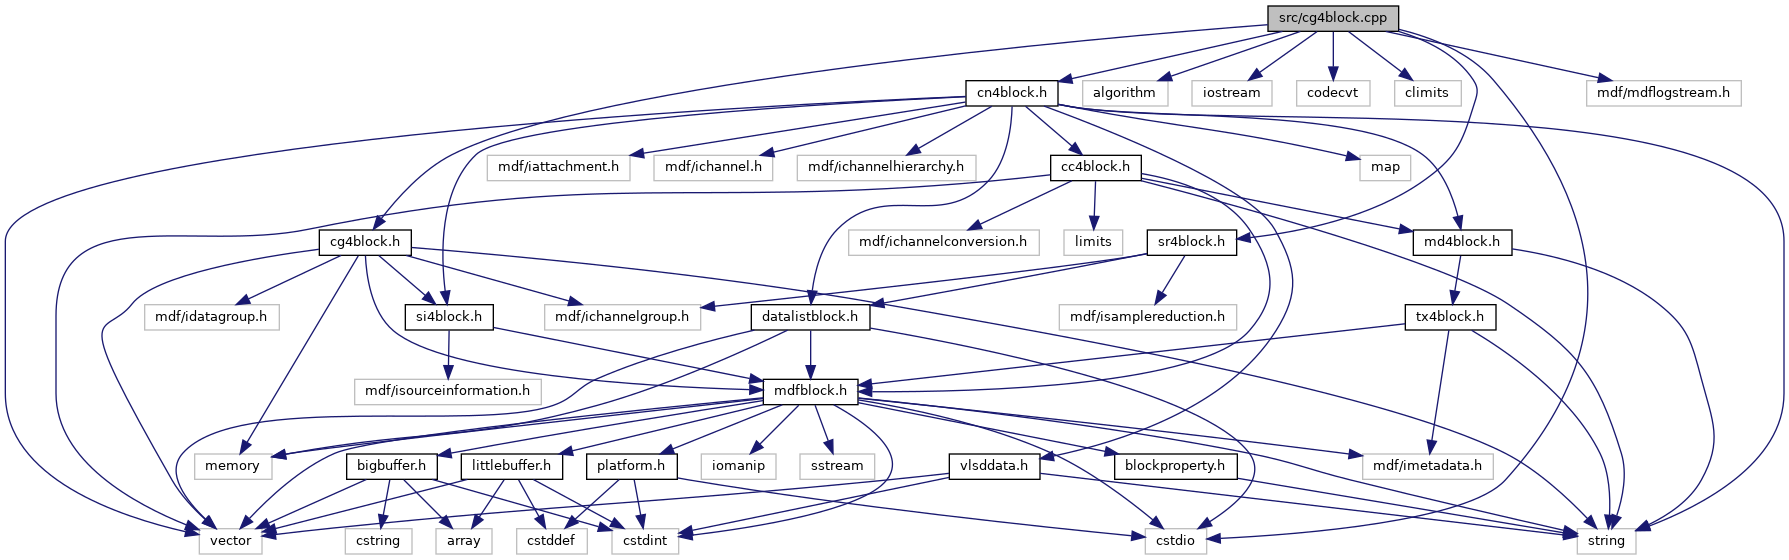 src/cg4block.cpp
cn4block.h
algorithm
iostream
codecvt
climits
mdf/mdflogstream.h
mdf/iattachment.h
mdf/ichannel.h
mdf/ichannelhierarchy.h
cc4block.h
map
cg4block.h
mdf/ichannelconversion.h
limits
sr4block.h
md4block.h
mdf/idatagroup.h
si4block.h
mdf/ichannelgroup.h
datalistblock.h
mdf/isamplereduction.h
tx4block.h
mdf/isourceinformation.h
mdfblock.h
memory
bigbuffer.h
littlebuffer.h
platform.h
iomanip
sstream
vlsddata.h
blockproperty.h
mdf/imetadata.h
vector
cstring
array
cstddef
cstdint
cstdio
string